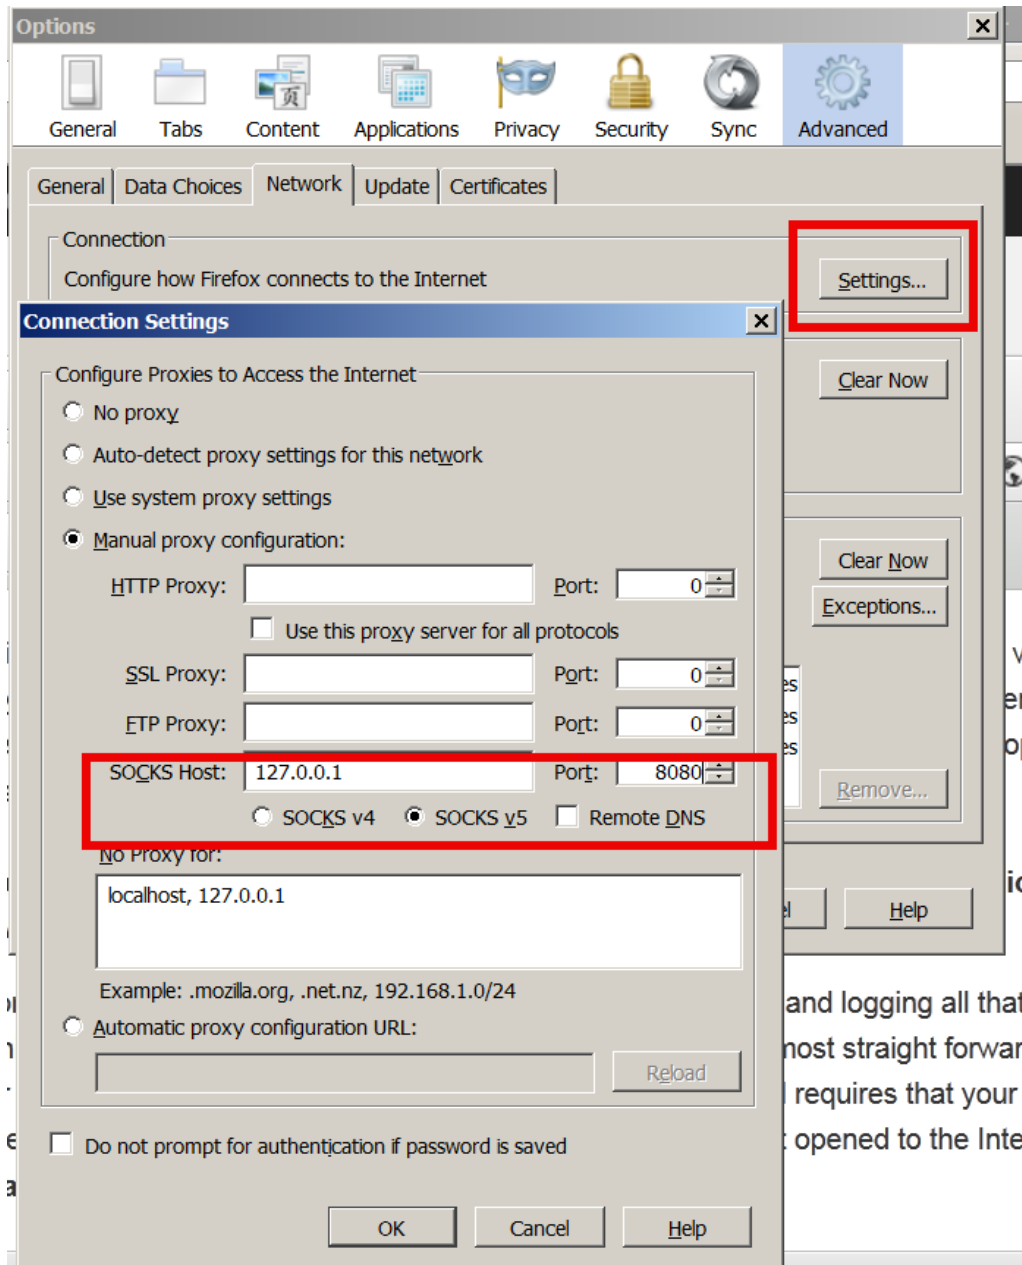 Options
General Tabs Content Applications Privacy Security Sync Advanced
页
General Data Choices Network Update Certificates
Connection
Configure how Firefox connects to the Internet Settings...
Connection Settings
Configure Proxies to Access the Internet
Clear Now
No proxy
Auto-detect proxy settings for this network
Use system proxy settings
Manual proxy configuration:
Clear Now
HTTP Proxy: Port: 0
Exceptions...
Use this proxy server for all protocols
SSL Proxy: Port: 0
es
FTP Proxy: Port: 0
es
es
SOCKS Host: 127.0.0.1 Port: 8080
Remove...
SOCKS v4 SOCKS v5 Remote DNS
No Proxy for:
localhost, 127.0.0.1
Help
Example: .mozilla.org, .net.nz, 192.168.1.0/24
and logging all that
Automatic proxy configuration URL:
most straight forwar
Reload
requires that your
Do not prompt for authentication if password is saved
opened to the Inte
OK Cancel Help